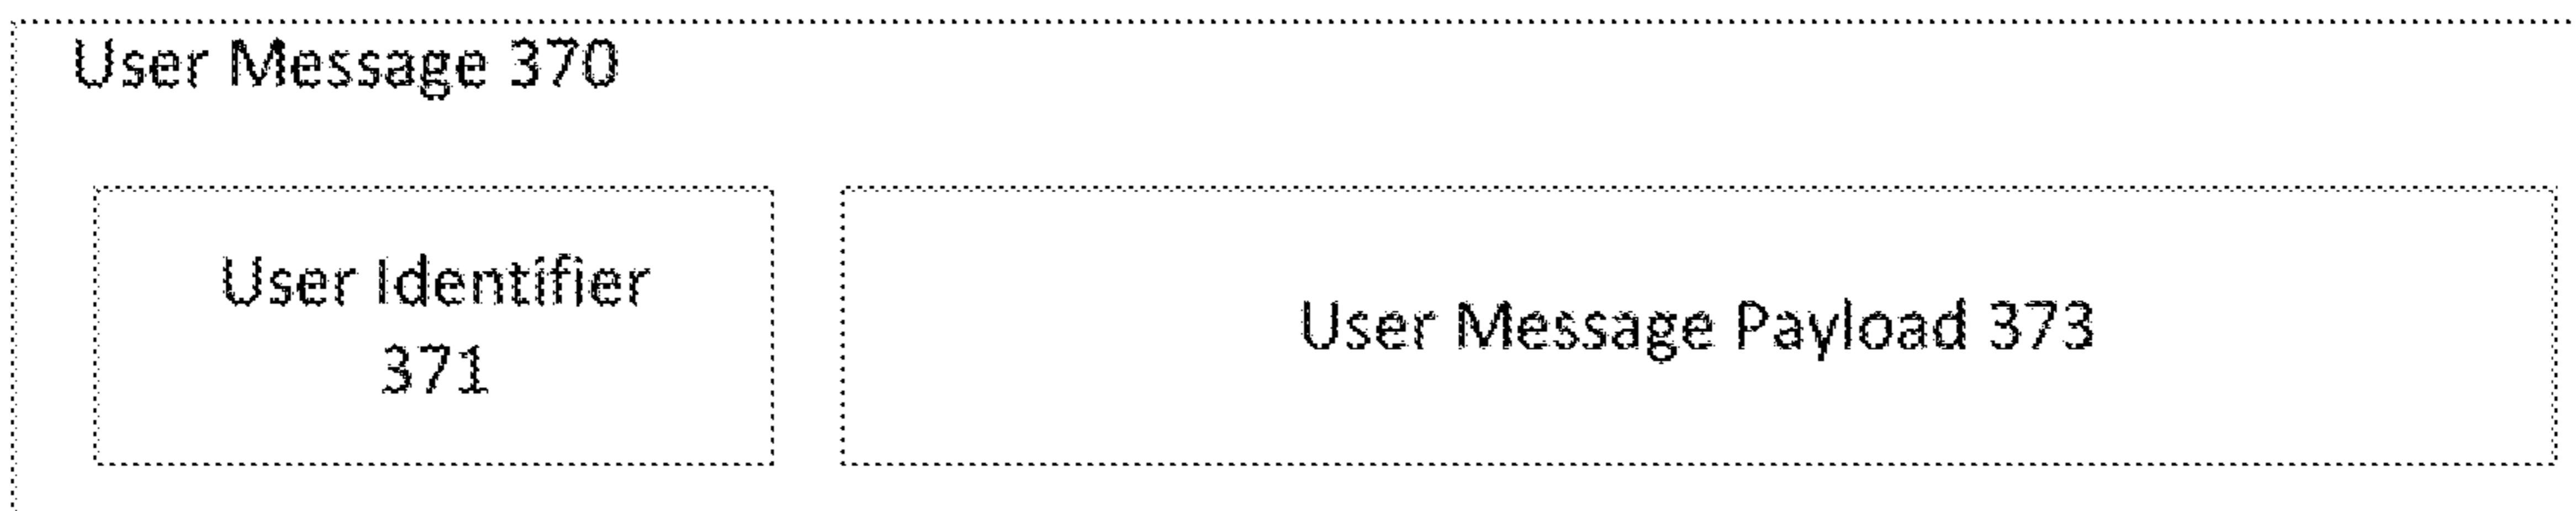 User Message 370
User Identifier
371
User Message Payload 373